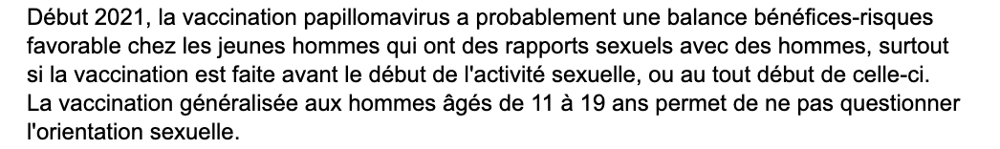 Début 2021, la vaccination papillomavirus a probablement une balance bénéfices-risques
favorable chez les jeunes hommes qui ont des rapports sexuels avec des hommes, surtout
si la vaccination est faite avant le début de l'activité sexuelle, ou au tout début de celle-ci.
La vaccination généralisée aux hommes âgés de 11 à 19 ans permet de ne pas questionner
l'orientation sexuelle.